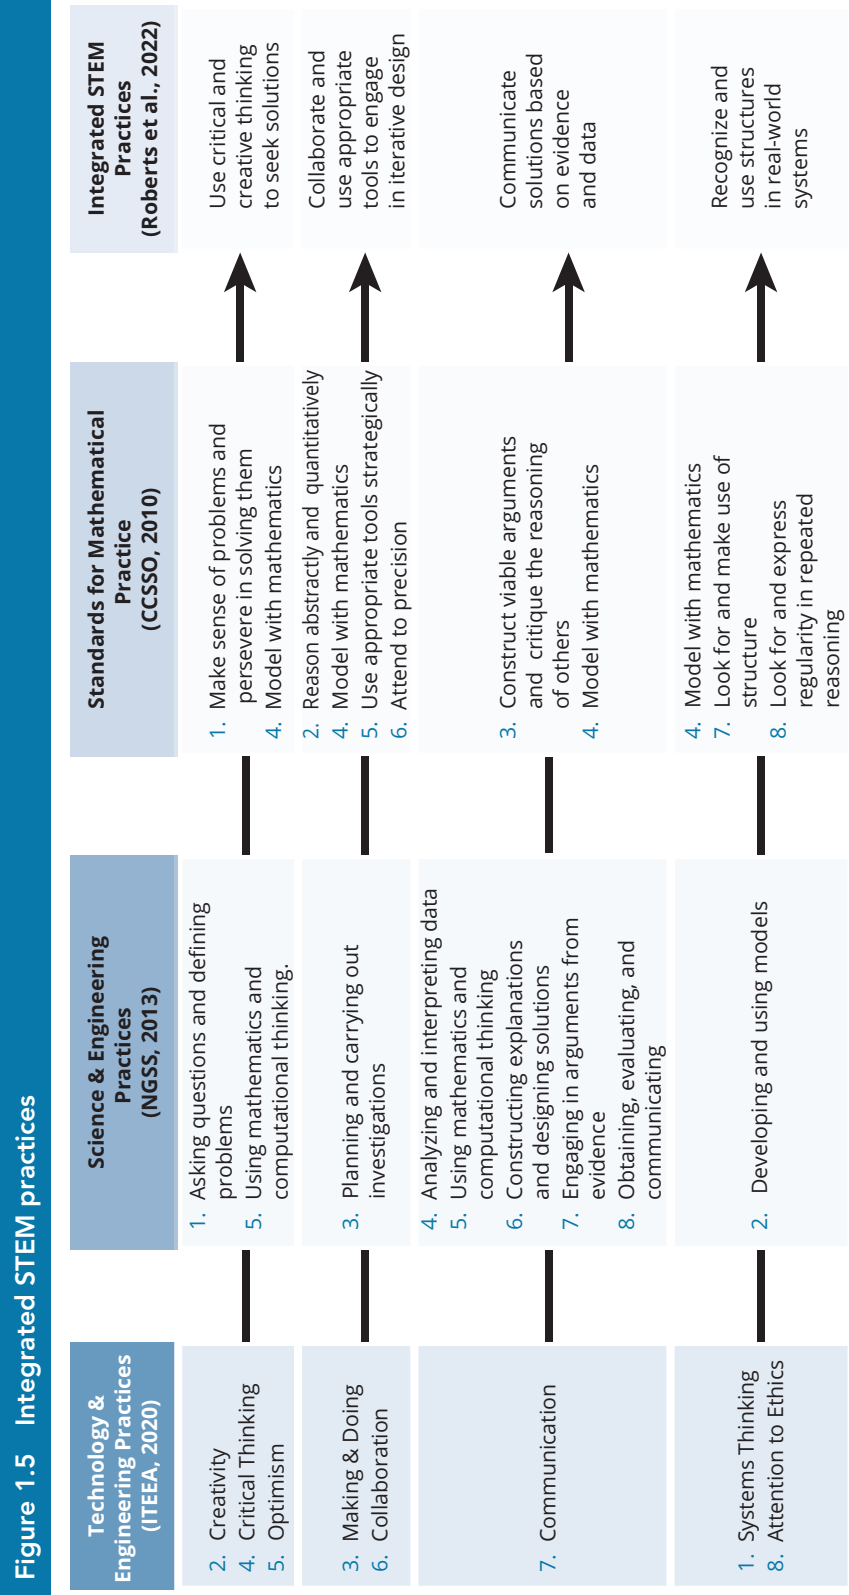 Figure 1.5 Integrated STEM practices
Technology &
Engineering Practices
(ITEEA, 2020)
Science & Engineering
Practices
(NGSS, 2013)
Standards for Mathematical
Practice
(CCSSO, 2010)
Integrated STEM
Practices
(Roberts et al., 2022)
2. Creativity
4. Critical Thinking
5. Optimism
1. Asking questions and defining
problems
5. Using mathematics and
computational thinking.
1. Make sense of problems and
persevere in solving them
4. Model with mathematics
Use critical and
creative thinking
to seek solutions
3. Making & Doing
6. Collaboration
3. Planning and carrying out
investigations
2. Reason abstractly and quantitatively
4. Model with mathematics
5. Use appropriate tools strategically
6. Attend to precision
Collaborate and
use appropriate
tools to engage
in iterative design
7. Communication
4. Analyzing and interpreting data
5. Using mathematics and
computational thinking
6. Constructing explanations
and designing solutions
7. Engaging in arguments from
evidence
8. Obtaining, evaluating, and
communicating
3. Construct viable arguments
and critique the reasoning
of others
4. Model with mathematics
Communicate
solutions based
on evidence
and data
1. Systems Thinking
8. Attention to Ethics
2. Developing and using models
4. Model with mathematics
7. Look for and make use of
structure
8. Look for and express
regularity in repeated
reasoning
Recognize and
use structures
in real-world
systems